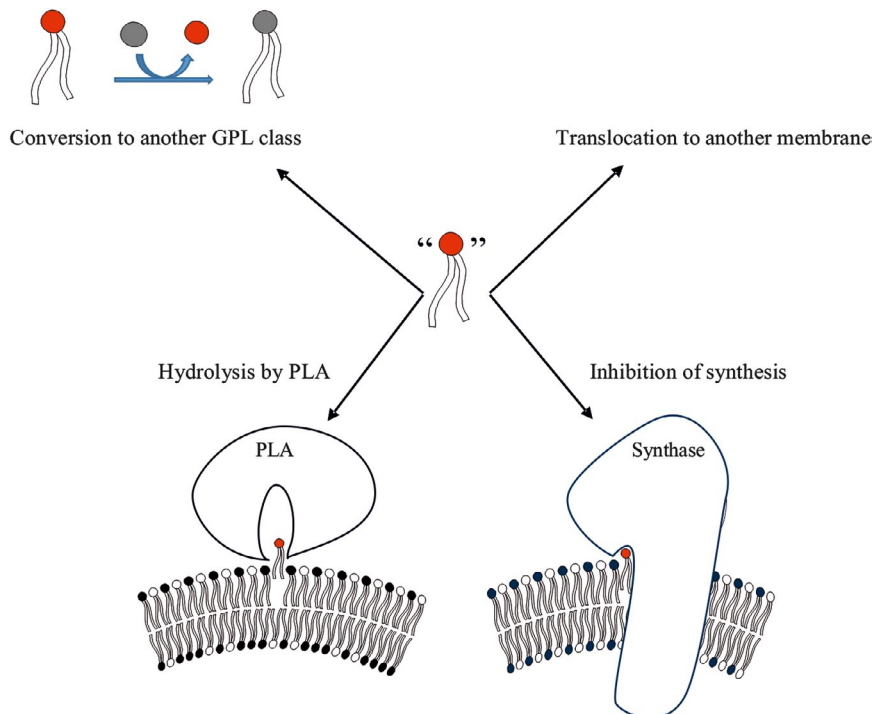 Conversion to another GPL class
Translocation to another membrane
“ ”
Hydrolysis by PLA
Inhibition of synthesis
PLA
Synthase